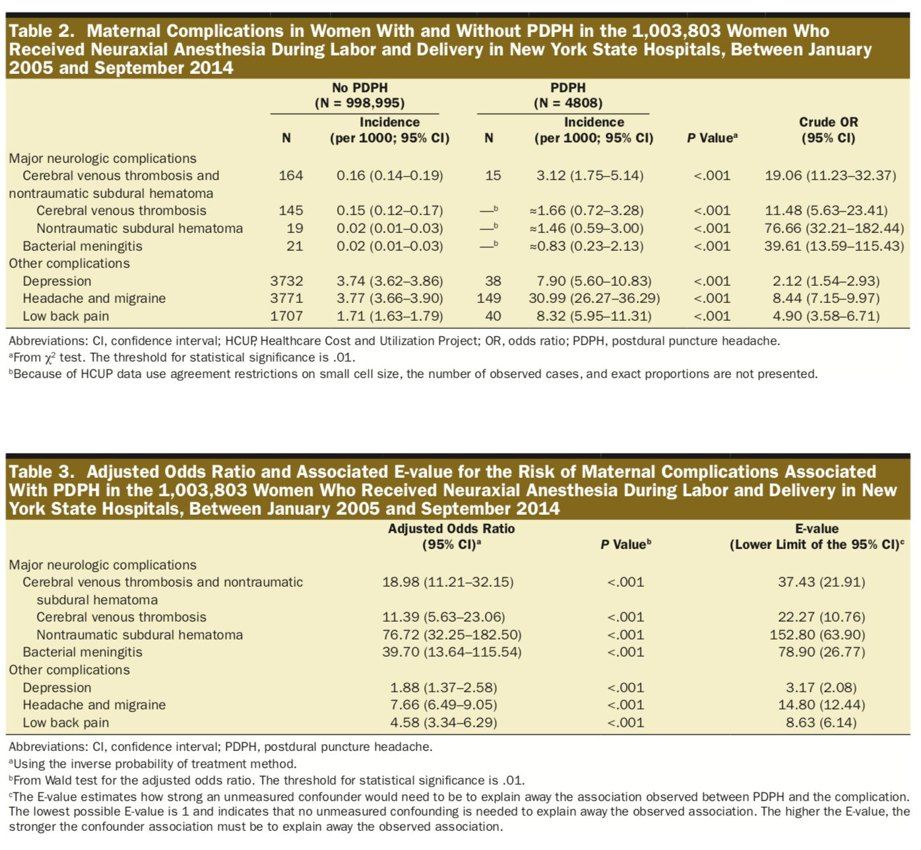 Table 2. Maternal Complications in Women With and Without PDPH in the 1,003,803 Women Who
Received Neuraxial Anesthesia During Labor and Delivery in New York State Hospitals, Between January
2005 and September 2014
No PDPH PDPH
(N = 998,995) (N = 4808)
Incidence Incidence Crude OR
N (per 1000; 95% CI) N (per 1000; 95% CI) P Valueᵃ (95% CI)
Major neurologic complications
Cerebral venous thrombosis and 164 0.16 (0.14–0.19) 15 3.12 (1.75–5.14) <.001 19.06 (11.23–32.37)
nontraumatic subdural hematoma
Cerebral venous thrombosis 145 0.15 (0.12–0.17) —ᵇ ≈1.66 (0.72–3.28) <.001 11.48 (5.63–23.41)
Nontraumatic subdural hematoma 19 0.02 (0.01–0.03) —ᵇ ≈1.46 (0.59–3.00) <.001 76.66 (32.21–182.44)
Bacterial meningitis 21 0.02 (0.01–0.03) —ᵇ ≈0.83 (0.23–2.13) <.001 39.61 (13.59–115.43)
Other complications
Depression 3732 3.74 (3.62–3.86) 38 7.90 (5.60–10.83) <.001 2.12 (1.54–2.93)
Headache and migraine 3771 3.77 (3.66–3.90) 149 30.99 (26.27–36.29) <.001 8.44 (7.15–9.97)
Low back pain 1707 1.71 (1.63–1.79) 40 8.32 (5.95–11.31) <.001 4.90 (3.58–6.71)
Abbreviations: CI, confidence interval; HCUP, Healthcare Cost and Utilization Project; OR, odds ratio; PDPH, postdural puncture headache.
ᵃFrom χ² test. The threshold for statistical significance is .01.
ᵇBecause of HCUP data use agreement restrictions on small cell size, the number of observed cases, and exact proportions are not presented.
Table 3. Adjusted Odds Ratio and Associated E-value for the Risk of Maternal Complications Associated
With PDPH in the 1,003,803 Women Who Received Neuraxial Anesthesia During Labor and Delivery in New
York State Hospitals, Between January 2005 and September 2014
Adjusted Odds Ratio E-value
(95% CI)ᵃ P Valueᵇ (Lower Limit of the 95% CI)ᶜ
Major neurologic complications
Cerebral venous thrombosis and nontraumatic 18.98 (11.21–32.15) <.001 37.43 (21.91)
subdural hematoma
Cerebral venous thrombosis 11.39 (5.63–23.06) <.001 22.27 (10.76)
Nontraumatic subdural hematoma 76.72 (32.25–182.50) <.001 152.80 (63.90)
Bacterial meningitis 39.70 (13.64–115.54) <.001 78.90 (26.77)
Other complications
Depression 1.88 (1.37–2.58) <.001 3.17 (2.08)
Headache and migraine 7.66 (6.49–9.05) <.001 14.80 (12.44)
Low back pain 4.58 (3.34–6.29) <.001 8.63 (6.14)
Abbreviations: CI, confidence interval; PDPH, postdural puncture headache.
ᵃUsing the inverse probability of treatment method.
ᵇFrom Wald test for the adjusted odds ratio. The threshold for statistical significance is .01.
ᶜThe E-value estimates how strong an unmeasured confounder would need to be to explain away the association observed between PDPH and the complication.
The lowest possible E-value is 1 and indicates that no unmeasured confounding is needed to explain away the observed association. The higher the E-value, the
stronger the confounder association must be to explain away the observed association.